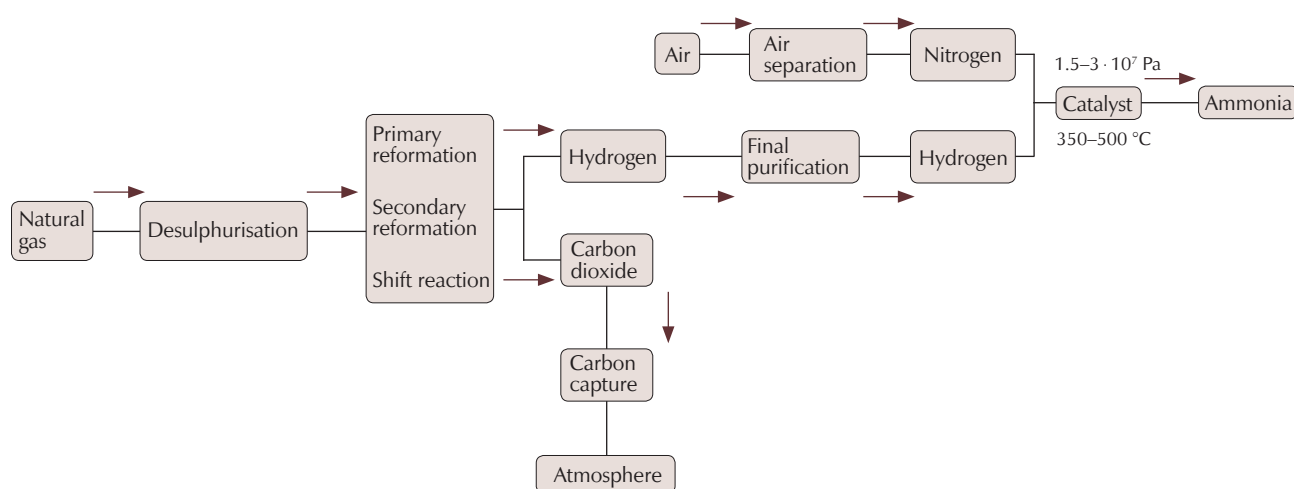 Air
Air
separation
Nitrogen
1.5–3 · 10⁷ Pa
Catalyst
350–500 °C
Ammonia
Primary
reformation
Secondary
reformation
Shift reaction
Hydrogen
Final
purification
Hydrogen
Natural
gas
Desulphurisation
Carbon
dioxide
Carbon
capture
Atmosphere